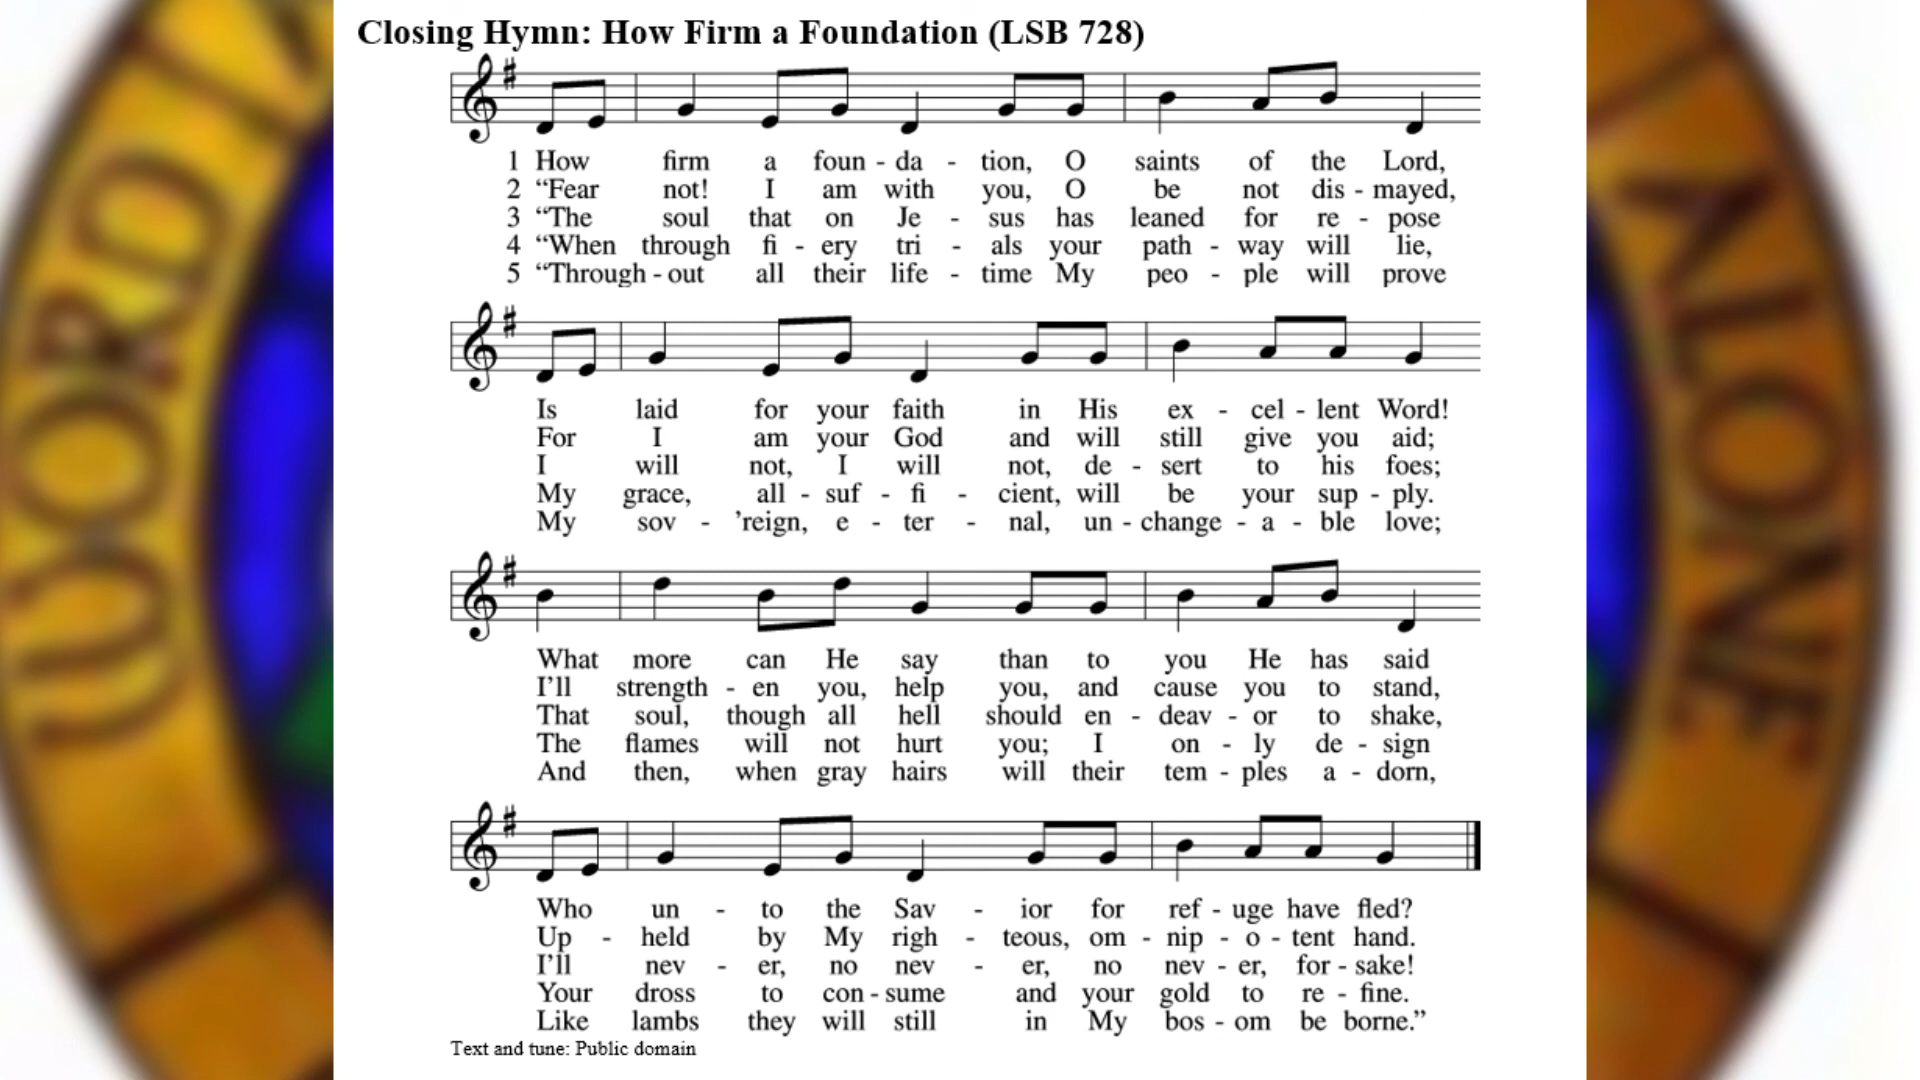 WORD
ALONE
Closing Hymn: How Firm a Foundation (LSB 728)
1 How firm a foun - da - tion, O saints of the Lord,
2 “Fear not! I am with you, O be not dis - mayed,
3 “The soul that on Je - sus has leaned for re - pose
4 “When through fi - ery tri - als your path - way will lie,
5 “Through - out all their life - time My peo - ple will prove
Is laid for your faith in His ex - cel - lent Word!
For I am your God and will still give you aid;
I will not, I will not, de - sert to his foes;
My grace, all - suf - fi - cient, will be your sup - ply.
My sov - ’reign, e - ter - nal, un - change - a - ble love;
What more can He say than to you He has said
I’ll strength - en you, help you, and cause you to stand,
That soul, though all hell should en - deav - or to shake,
The flames will not hurt you; I on - ly de - sign
And then, when gray hairs will their tem - ples a - dorn,
Who un - to the Sav - ior for ref - uge have fled?
Up - held by My righ - teous, om - nip - o - tent hand.
I’ll nev - er, no nev - er, no nev - er, for - sake!
Your dross to con - sume and your gold to re - fine.
Like lambs they will still in My bos - om be borne.”
Text and tune: Public domain